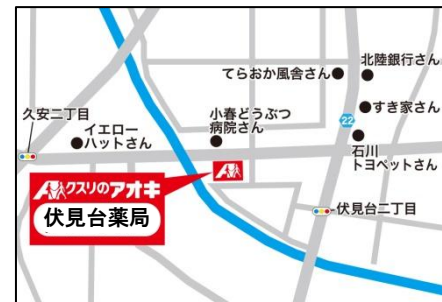 北陸銀行さん
てらおか風舎さん
すき家さん
久安二丁目
小春どうぶつ
病院さん
イエロー
ハットさん
22
石川
トヨペットさん
クスリのアオキ
伏見台薬局
伏見台二丁目